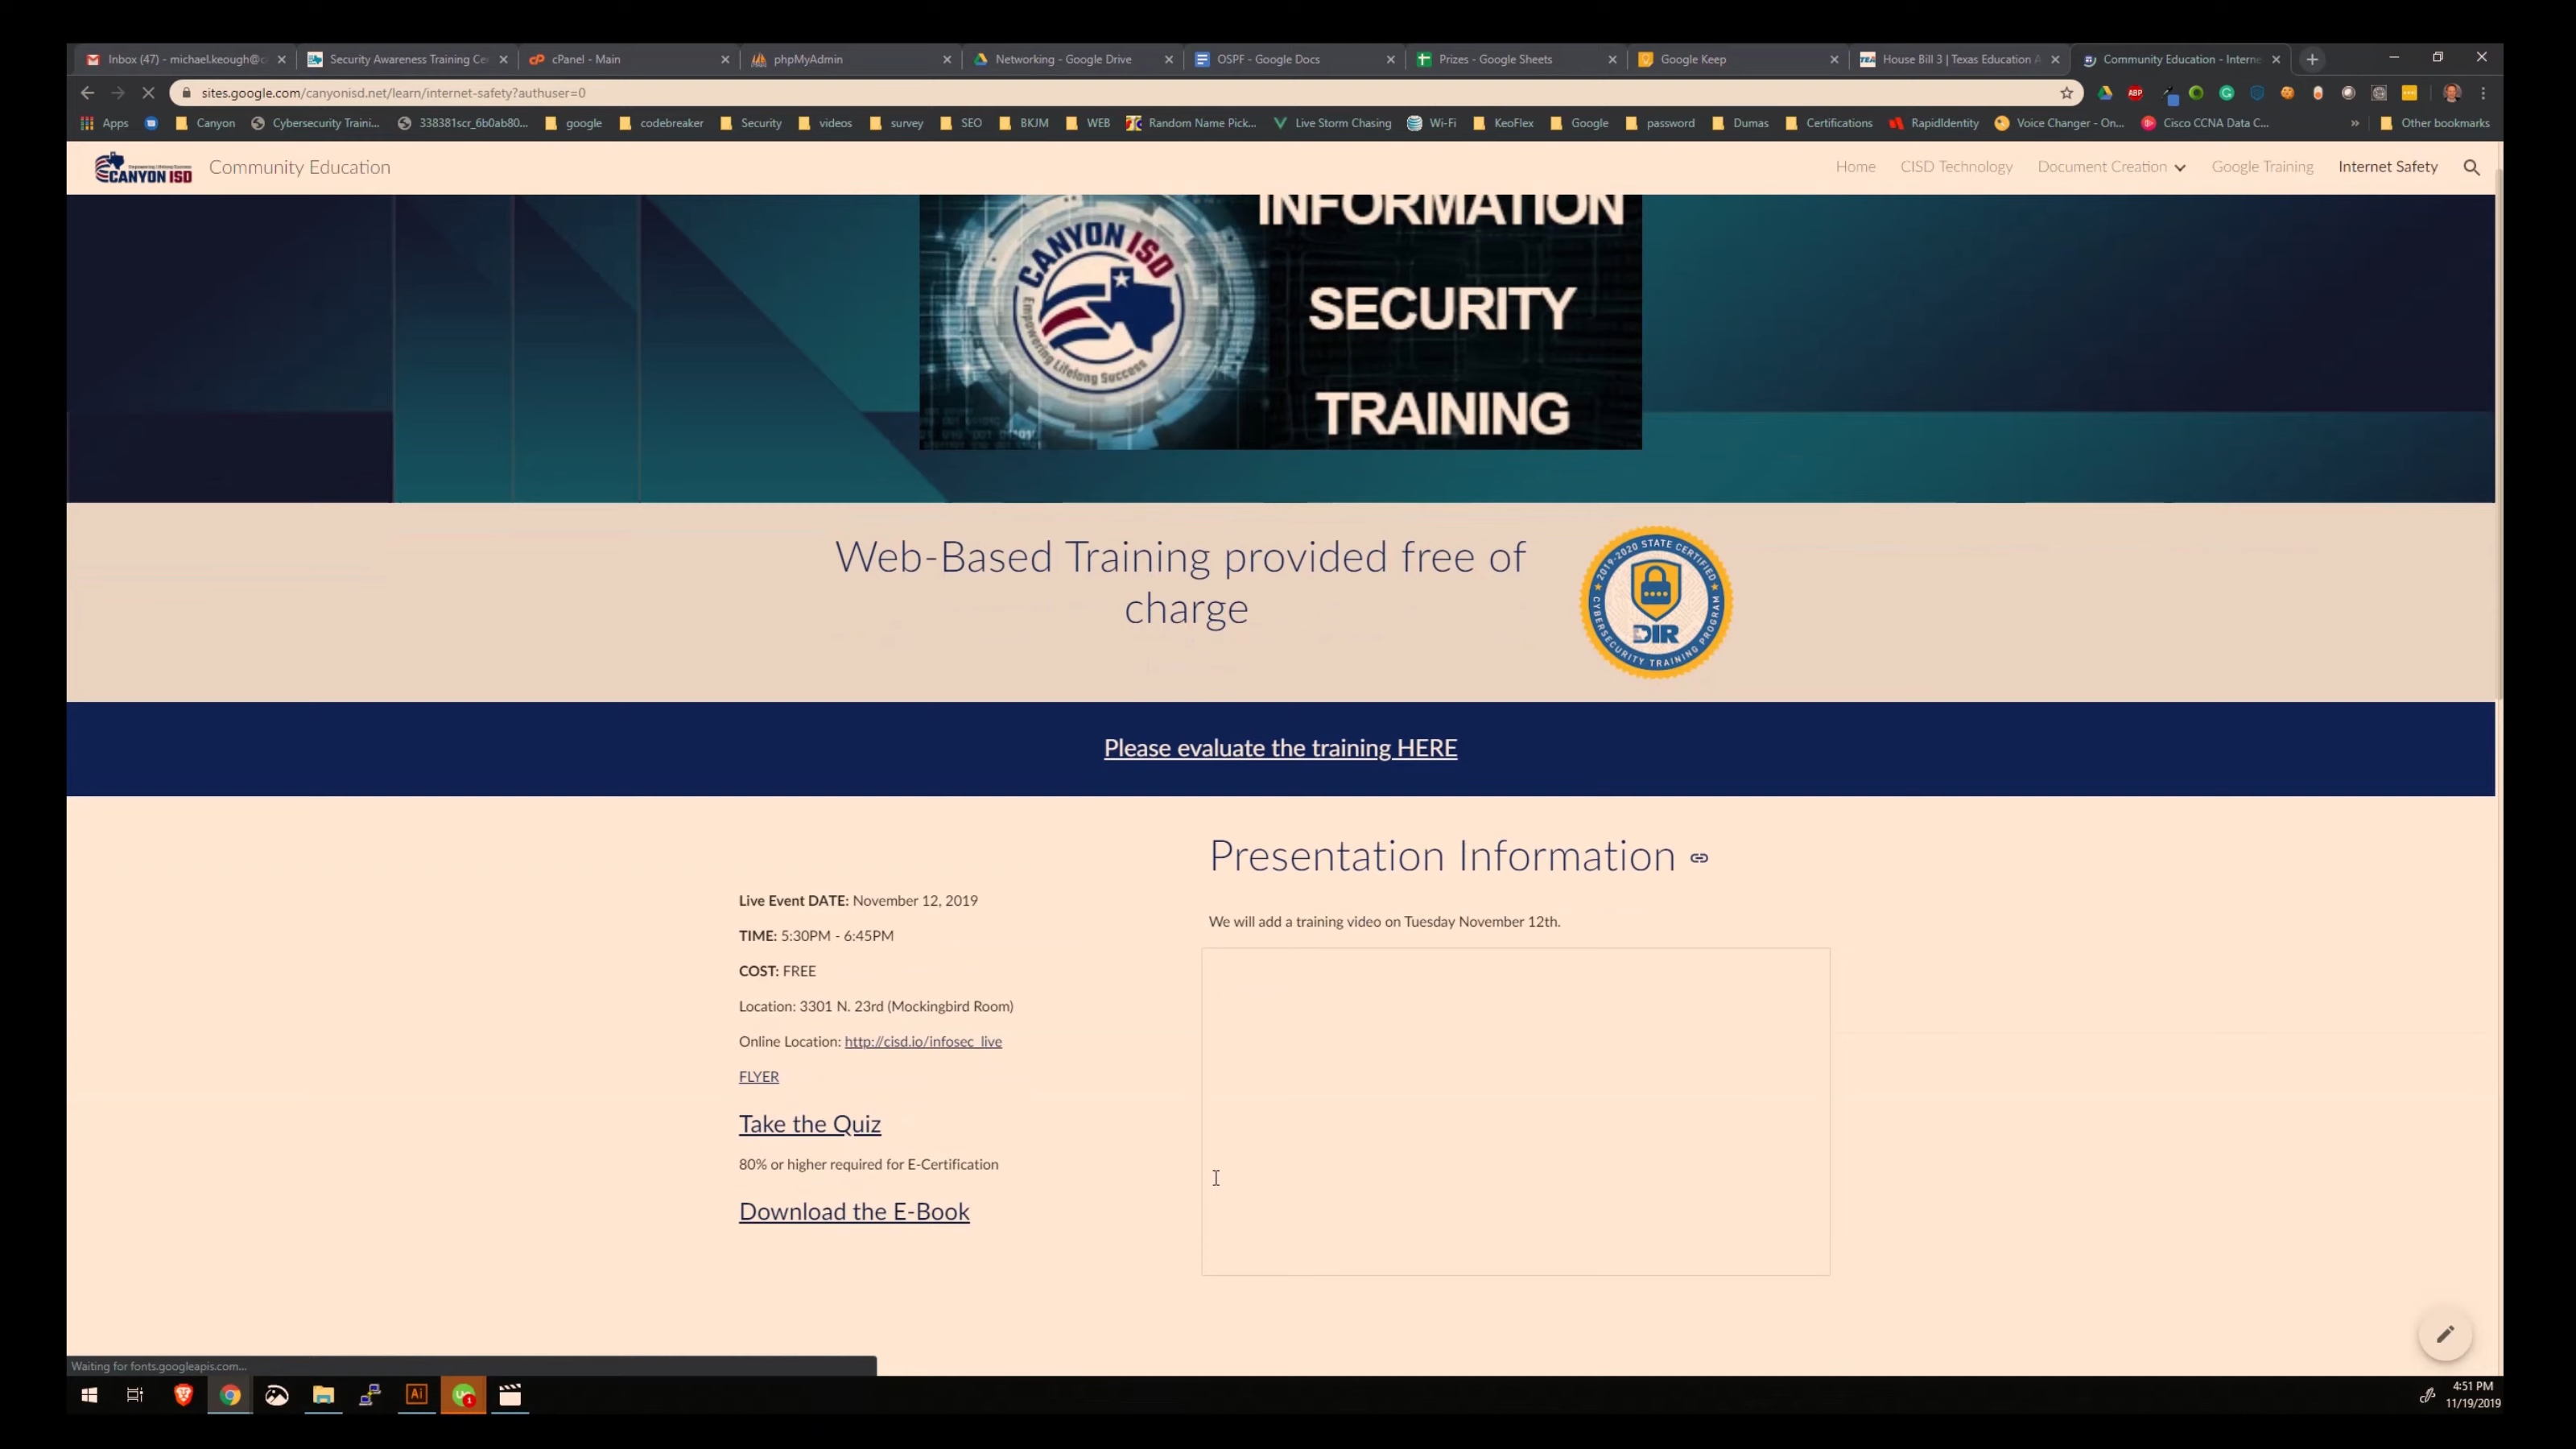 Inbox (47) - michael.keough@c
Security Awareness Training Ce
cPanel - Main
phpMyAdmin
Networking - Google Drive
OSPF - Google Docs
Prizes - Google Sheets
Google Keep
House Bill 3 | Texas Education A
Community Education - Interne
sites.google.com/canyonisd.net/learn/internet-safety?authuser=0
Apps
Canyon
Cybersecurity Traini...
338381scr_6b0ab80...
google
codebreaker
Security
videos
survey
SEO
BKJM
WEB
Random Name Pick...
Live Storm Chasing
Wi-Fi
KeoFlex
Google
password
Dumas
Certifications
RapidIdentity
Voice Changer - On...
Cisco CCNA Data C...
»
Other bookmarks
CANYON ISD
Community Education
Home
CISD Technology
Document Creation
Google Training
Internet Safety
CANYON ISD
Empowering Lifelong Success
INFORMATION
SECURITY
TRAINING
Web-Based Training provided free of
charge
2019-2020 STATE CERTIFIED
DIR
CYBERSECURITY TRAINING PROGRAM
Please evaluate the training HERE
Presentation Information
Live Event DATE: November 12, 2019
We will add a training video on Tuesday November 12th.
TIME: 5:30PM - 6:45PM
COST: FREE
Location: 3301 N. 23rd (Mockingbird Room)
Online Location: http://cisd.io/infosec_live
FLYER
Take the Quiz
80% or higher required for E-Certification
Download the E-Book
Waiting for fonts.googleapis.com...
4:51 PM
11/19/2019